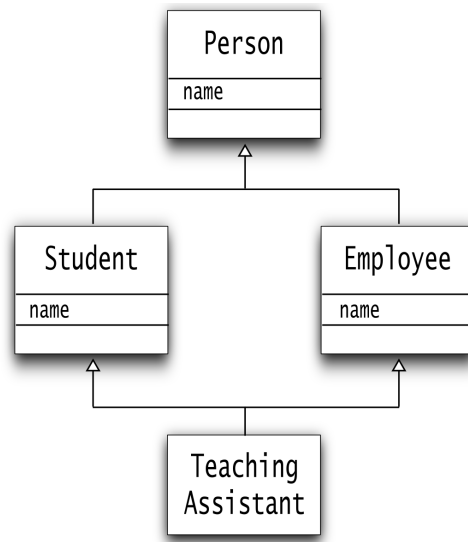 Person
name
Student
name
Employee
name
Teaching
Assistant